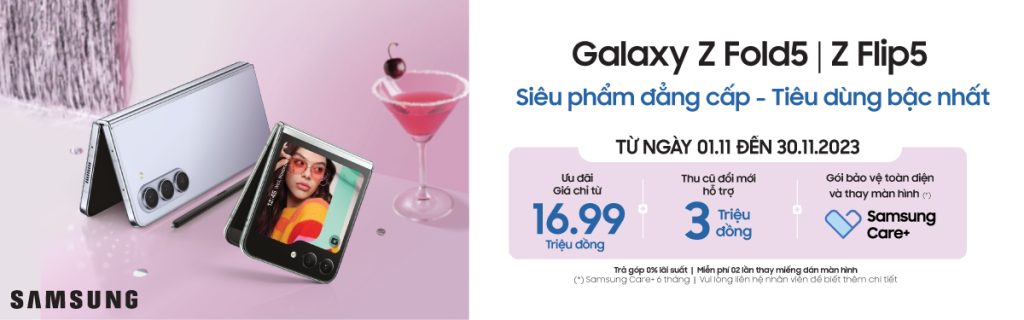 SAMSUNG
Galaxy Z Fold5 | Z Flip5
Siêu phẩm đẳng cấp - Tiêu dùng bậc nhất
TỪ NGÀY 01.11 ĐẾN 30.11.2023
Ưu đãi
Giá chỉ từ
16.99
Triệu đồng
Thu cũ đổi mới
hỗ trợ
3 Triệu
đồng
Gói bảo vệ toàn diện
và thay màn hình (*)
Samsung
Care+
Trả góp 0% lãi suất | Miễn phí 02 lần thay miếng dán màn hình
(*) Samsung Care+ 6 tháng | Vui lòng liên hệ nhân viên để biết thêm chi tiết